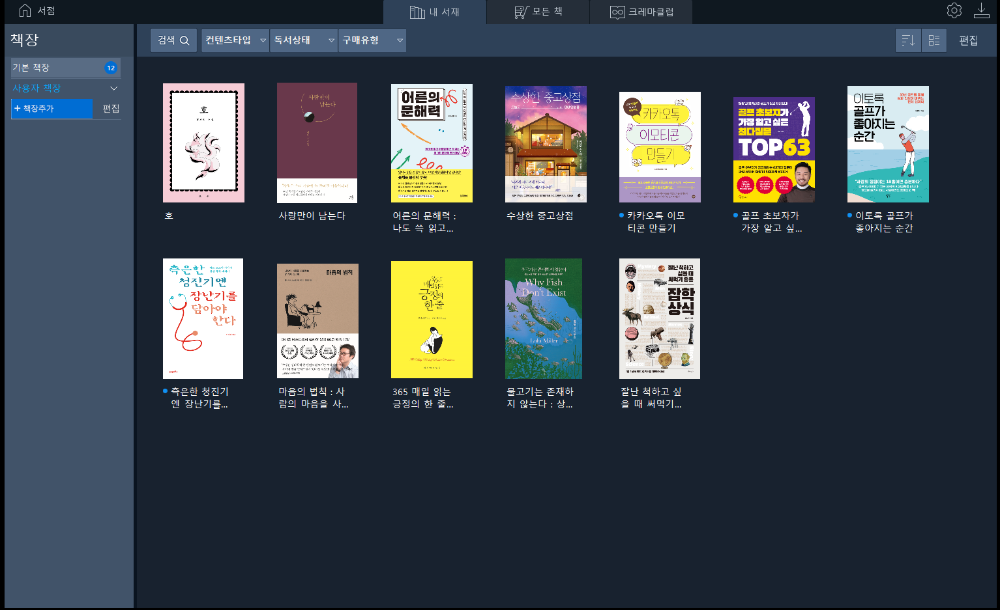 서점
내 서재
모든 책
크레마클럽
책장
검색
컨텐츠타입
독서상태
구매유형
편집
기본 책장
12
사용자 책장
+ 책장추가
편집
호
사랑만이
남는다
어른의
문해력
수상한 중고상점
카카오톡
이모티콘
만들기
골프 초보자가
가장 알고 싶은
최다질문
TOP63
이토록
골프가
좋아지는
순간
호
사랑만이 남는다
어른의 문해력 :
나도 쓱 읽고...
수상한 중고상점
카카오톡 이모
티콘 만들기
골프 초보자가
가장 알고 싶...
이토록 골프가
좋아지는 순간
측은한
청진기엔
장난기를
담아야
한다
마음의 법칙
365
매일 읽는
긍정의
한 줄
물고기는 존재하지 않는다
Why Fish
Don't Exist
Lulu Miller
잘난 척하고
싶을 때
써먹기 좋은
잡학
상식
측은한 청진기
엔 장난기를...
마음의 법칙 : 사
람의 마음을 사...
365 매일 읽는
긍정의 한 줄...
물고기는 존재하
지 않는다 : 상...
잘난 척하고 싶
을 때 써먹기...